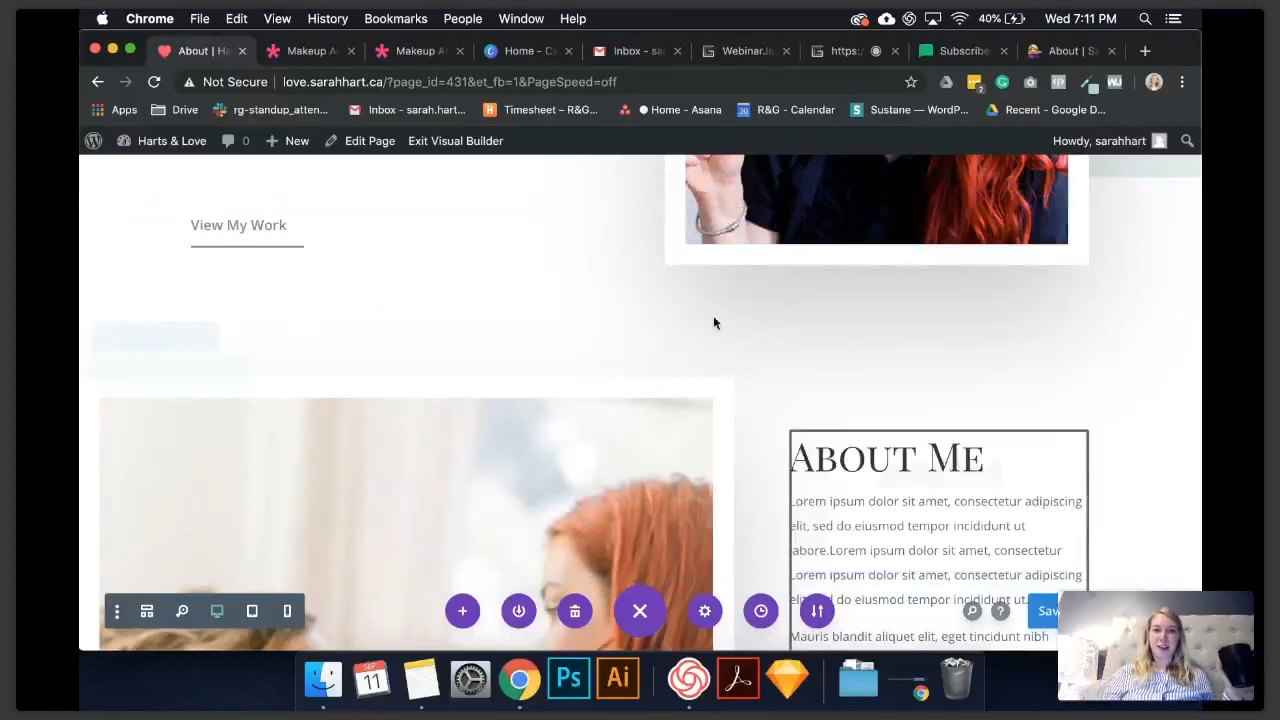 Chrome File Edit View History Bookmarks People Window Help 40% Wed 7:11 PM
About | Ha Makeup A Makeup A Home - C Inbox - sa Webinar.ja https: Subscribe About | Sa
Not Secure love.sarahhart.ca/?page_id=431&et_fb=1&PageSpeed=off
Apps Drive rg-standup_atten... Inbox - sarah.hart... Timesheet – R&G... Home - Asana R&G - Calendar Sustane — WordP... Recent - Google D...
Harts & Love 0 New Edit Page Exit Visual Builder Howdy, sarahhart
View My Work
About Me
Lorem ipsum dolor sit amet, consectetur adipiscing
elit, sed do eiusmod tempor incididunt ut
labore.Lorem ipsum dolor sit amet, consectetur
Lorem ipsum dolor sit amet, consectetur adipiscing
elit, sed do eiusmod tempor incididunt ut.
Mauris blandit aliquet elit, eget tincidunt nibh
Sav
SEP
11
Ps Ai